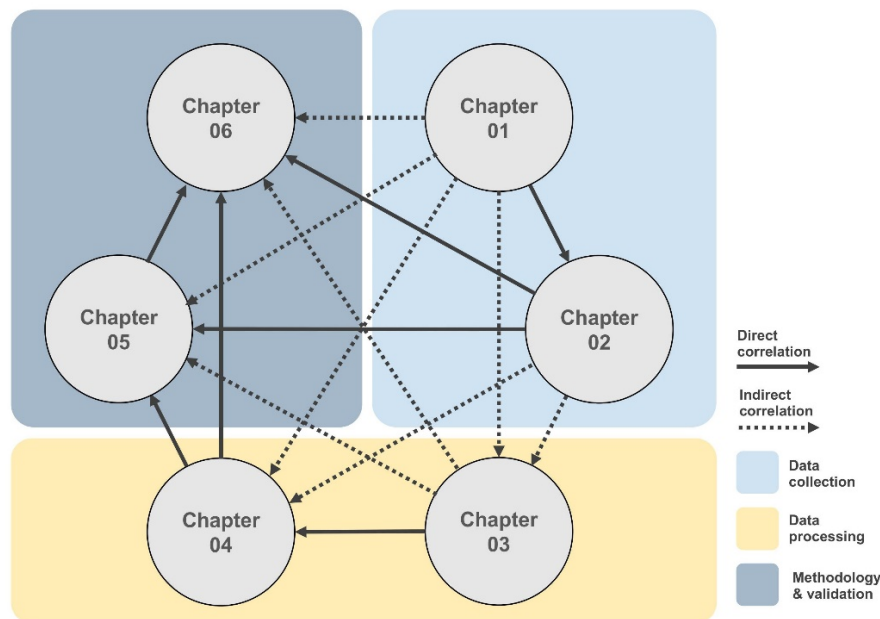 Chapter
06
Chapter
01
Chapter
05
Chapter
02
Chapter
04
Chapter
03
Direct
correlation
Indirect
correlation
Data
collection
Data
processing
Methodology
& validation